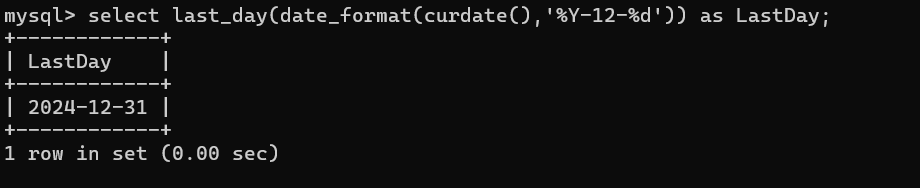 mysql> select last_day(date_format(curdate(),'%Y-12-%d')) as LastDay;
+------------+
| LastDay    |
+------------+
| 2024-12-31 |
+------------+
1 row in set (0.00 sec)